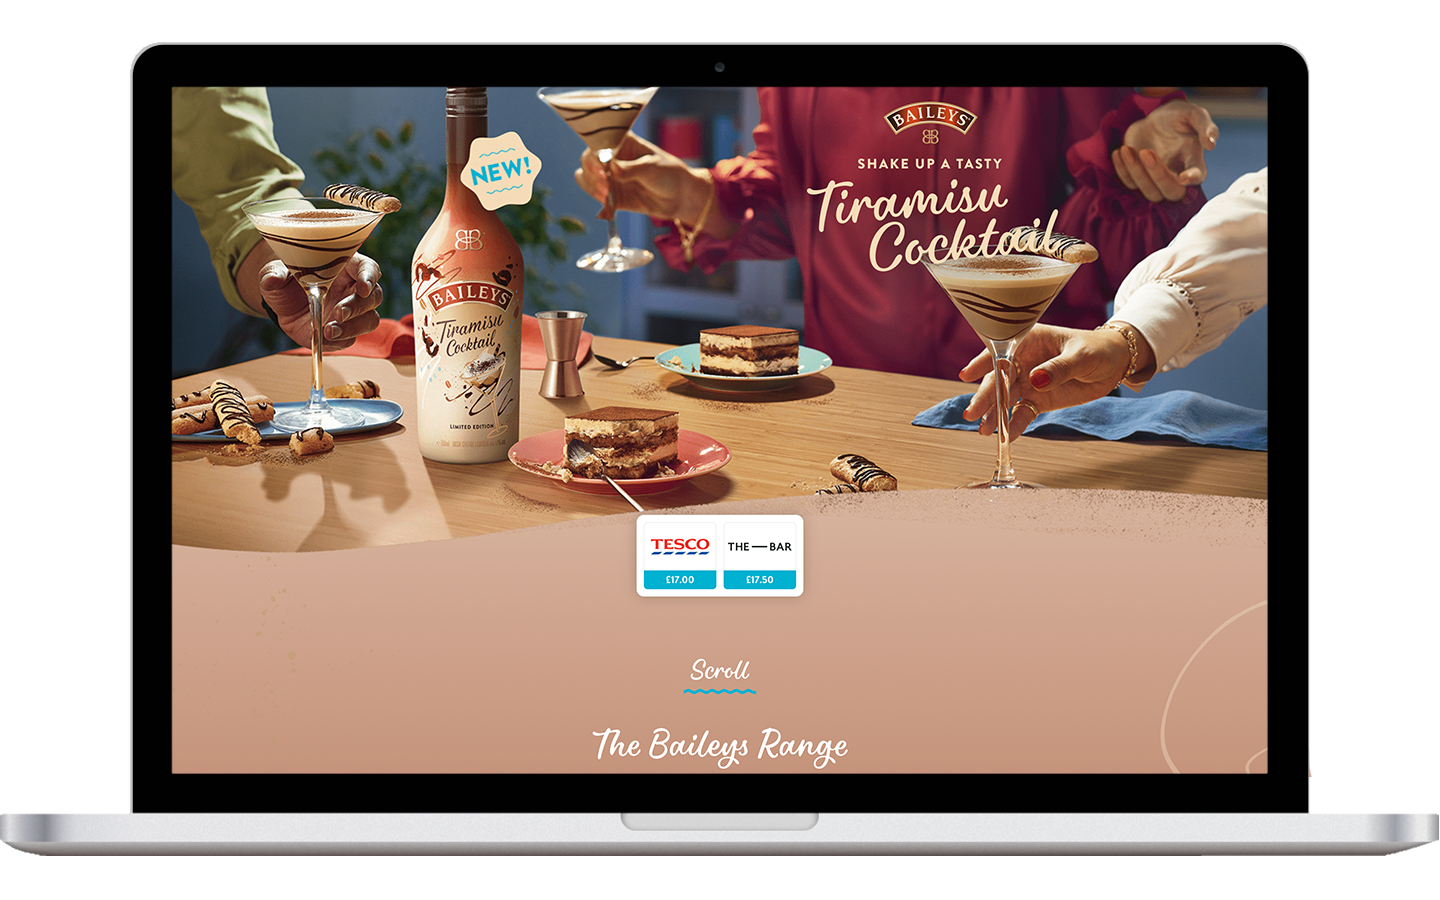 NEW!
BAILEYS
Tiramisu
Cocktail
LIMITED EDITION
BAILEYS
SHAKE UP A TASTY
Tiramisu
Cocktail
TESCO
£17.00
THE — BAR
£17.50
Scroll
The Baileys Range